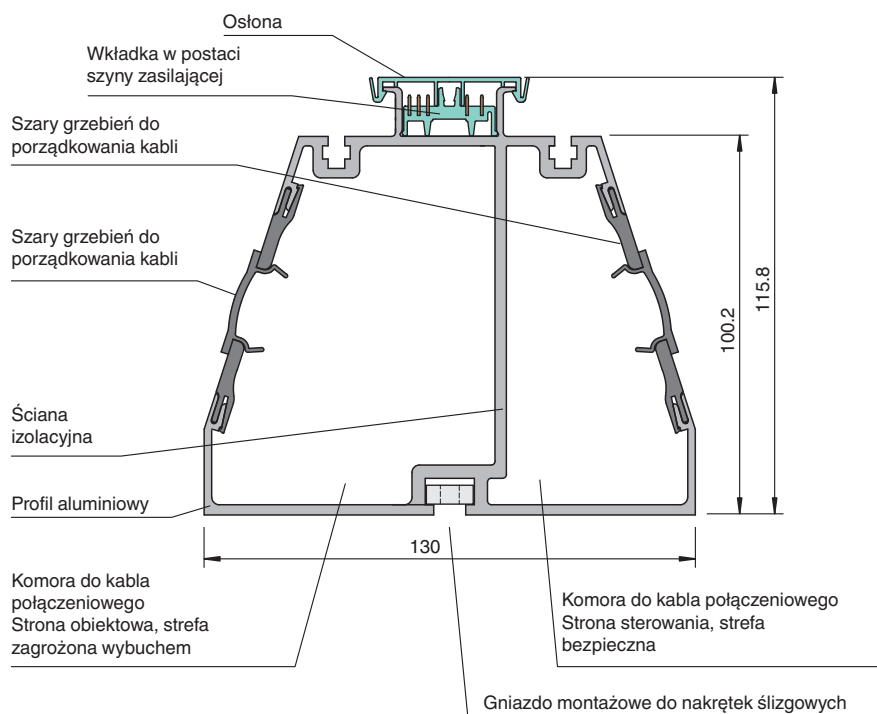 Osłona
Wkładka w postaci
szyny zasilającej
Szary grzebień do
porządkowania kabli
Szary grzebień do
porządkowania kabli
100.2
115.8
Ściana
izolacyjna
Profil aluminiowy
130
Komora do kabla
połączeniowego
Strona obiektowa, strefa
zagrożona wybuchem
Komora do kabla połączeniowego
Strona sterowania, strefa
bezpieczna
Gniazdo montażowe do nakrętek ślizgowych